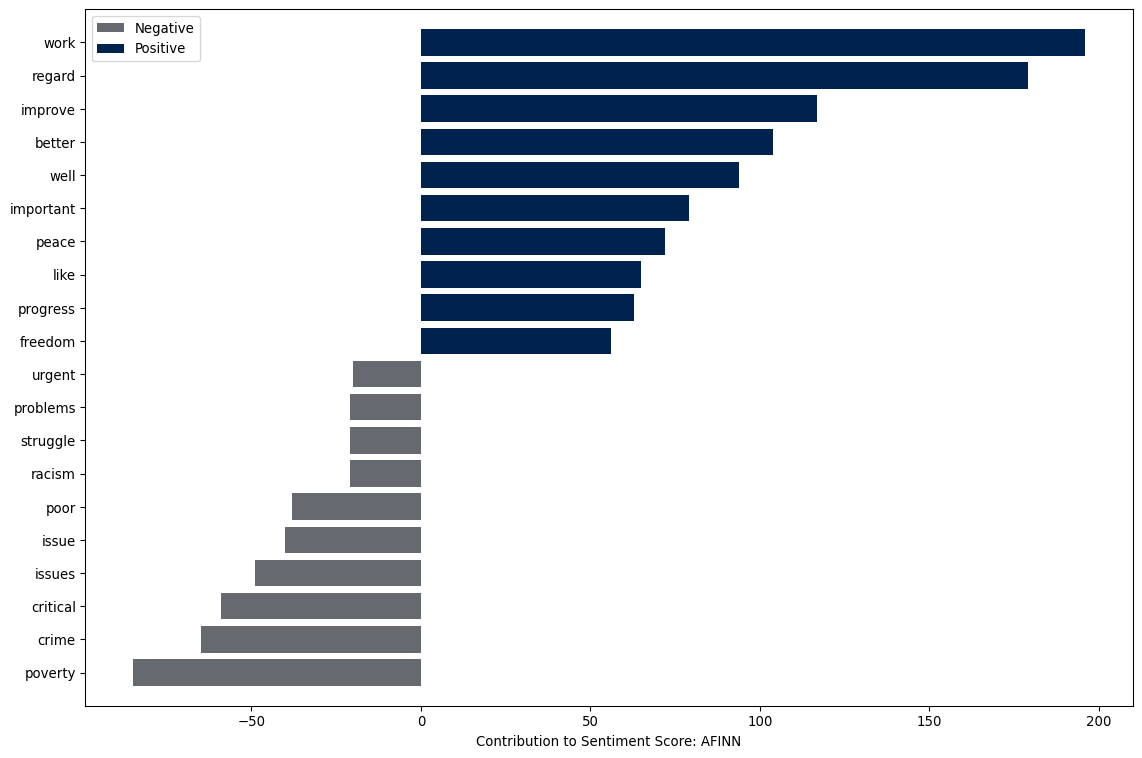 Negative
Positive
work
regard
improve
better
well
important
peace
like
progress
freedom
urgent
problems
struggle
racism
poor
issue
issues
critical
crime
poverty
−50 0 50 100 150 200
Contribution to Sentiment Score: AFINN